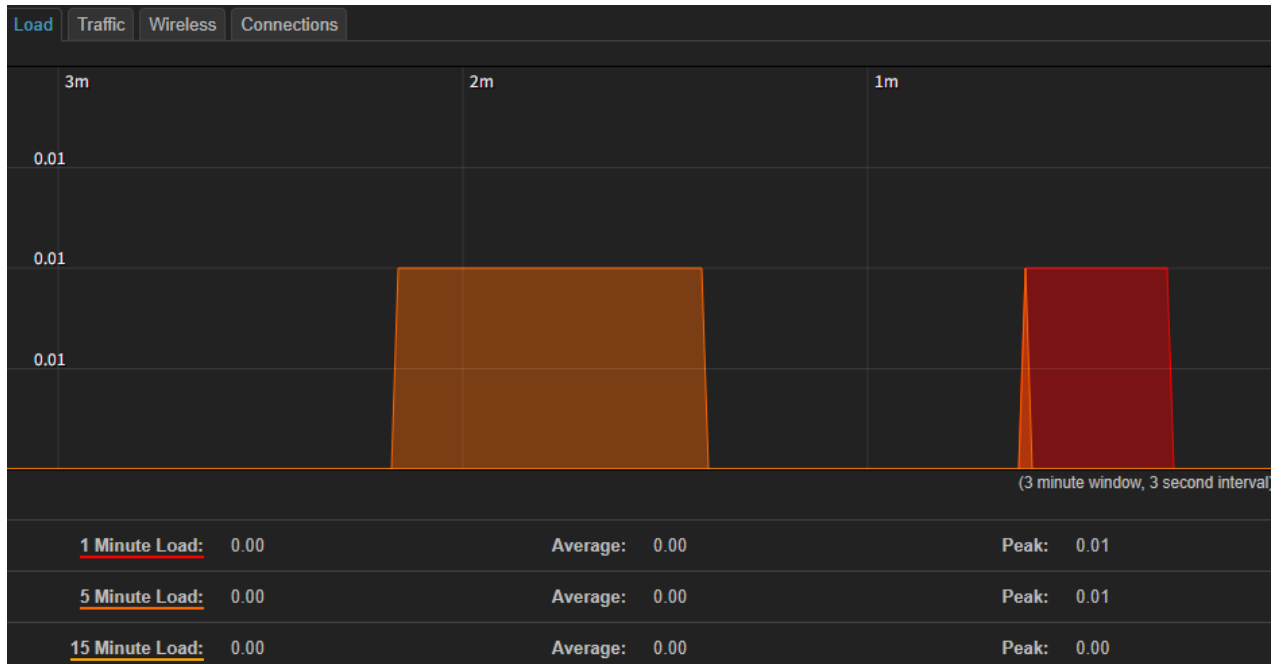 Load Traffic Wireless Connections
3m 2m 1m
0.01
0.01
0.01
(3 minute window, 3 second interval)
1 Minute Load: 0.00 Average: 0.00 Peak: 0.01
5 Minute Load: 0.00 Average: 0.00 Peak: 0.01
15 Minute Load: 0.00 Average: 0.00 Peak: 0.00